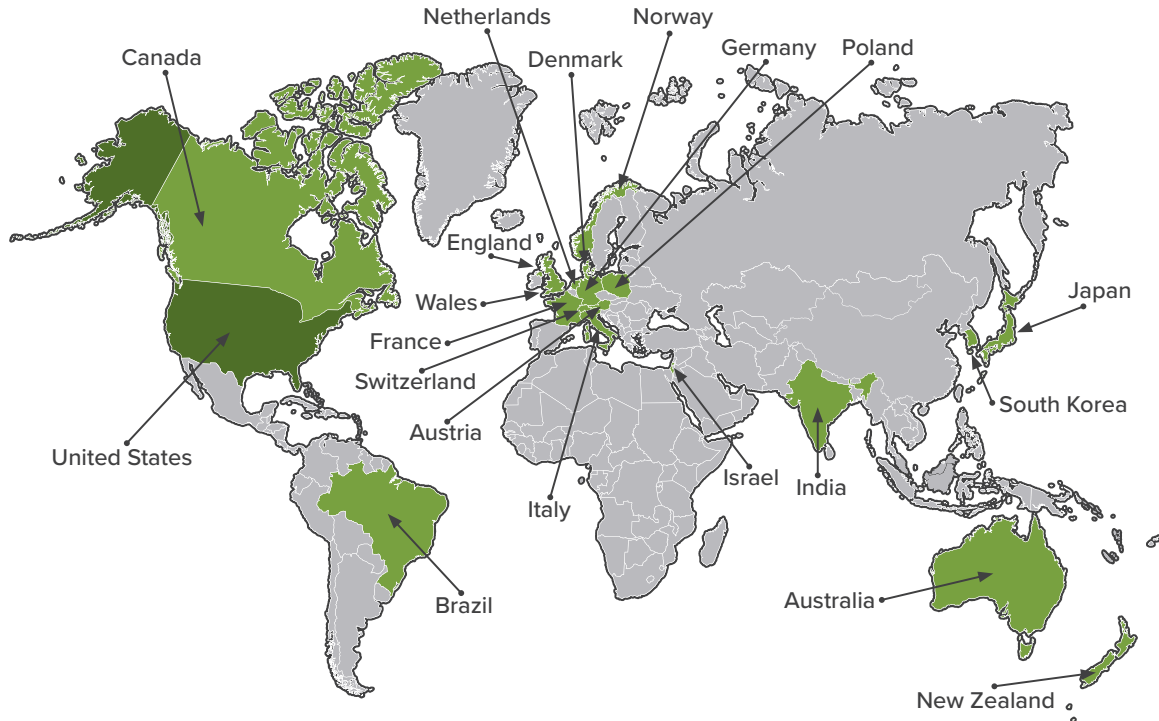 Netherlands
Norway
Canada
Denmark
Germany
Poland
England
Wales
Japan
France
Switzerland
South Korea
Austria
United States
Israel
India
Italy
Brazil
Australia
New Zealand